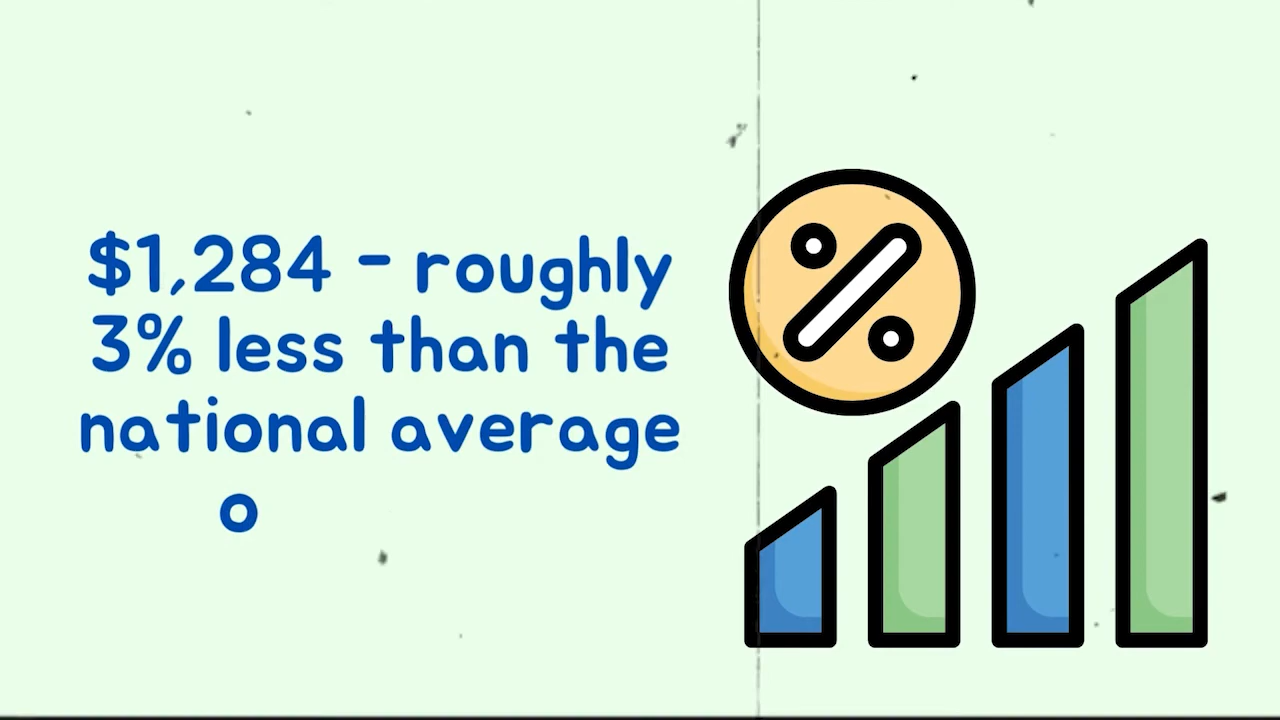 $1,284 - roughly
3% less than the
national average
o